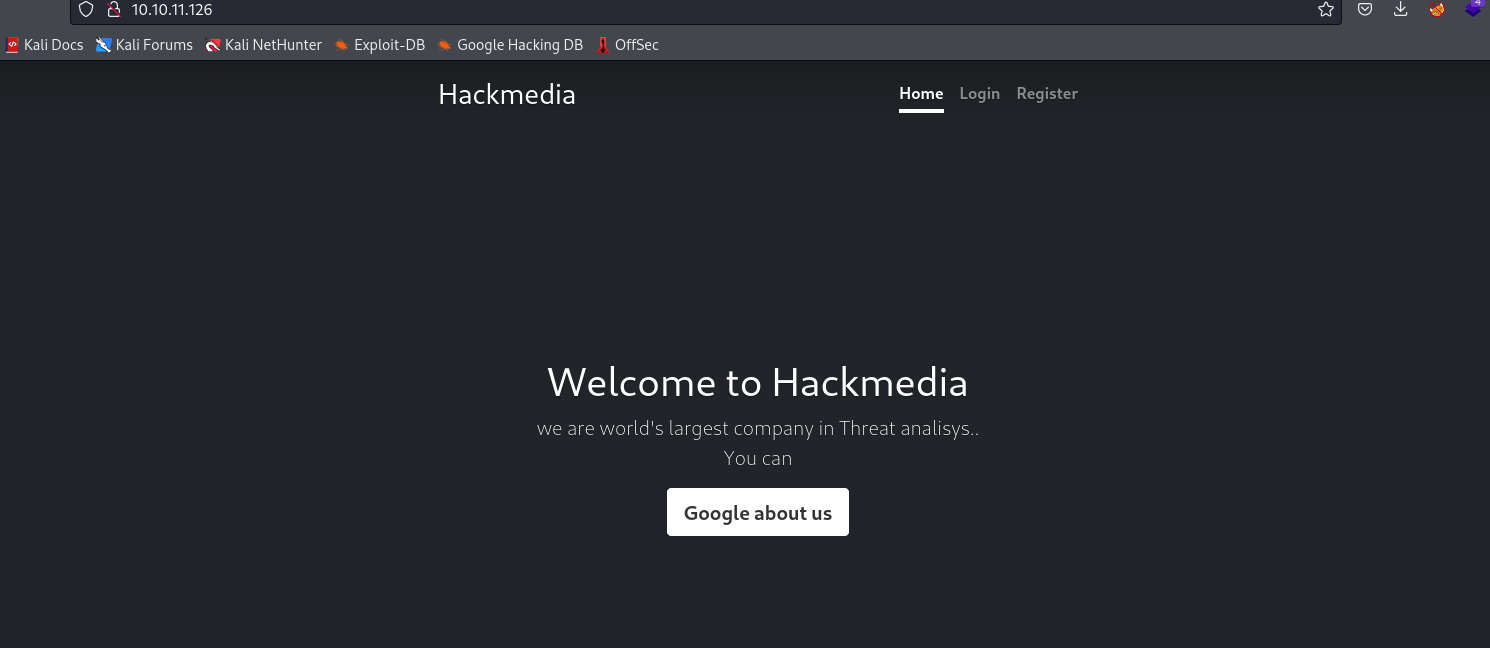 10.10.11.126
4
Kali Docs Kali Forums Kali NetHunter Exploit-DB Google Hacking DB OffSec
Hackmedia Home Login Register
Welcome to Hackmedia
we are world's largest company in Threat analisys..
You can
Google about us